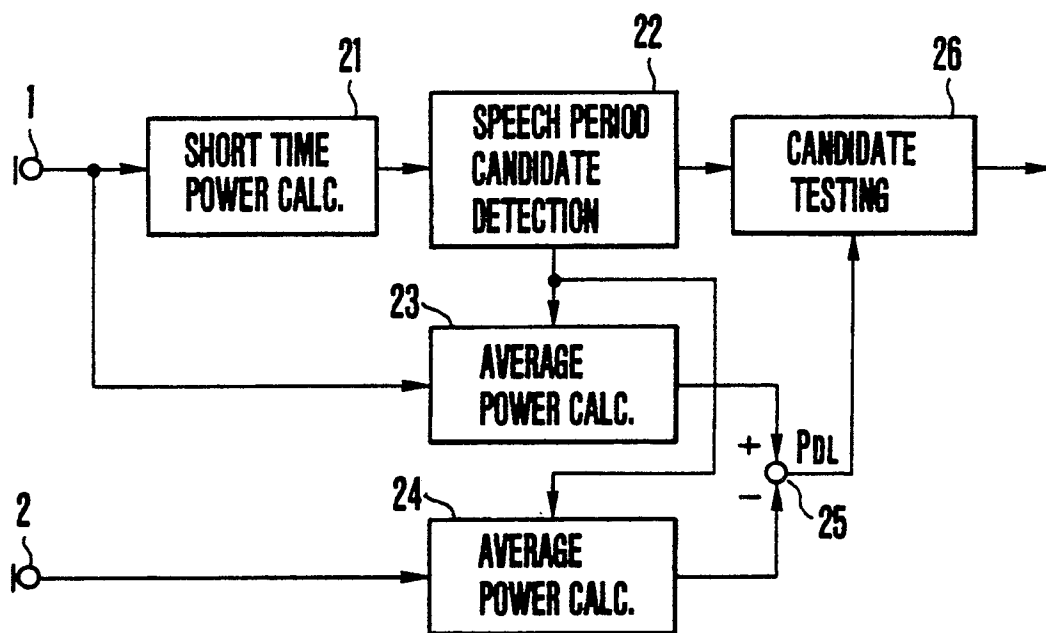 1
21
SHORT TIME
POWER CALC.
22
SPEECH PERIOD
CANDIDATE
DETECTION
26
CANDIDATE
TESTING
23
AVERAGE
POWER CALC.
+
PDL
−
25
2
24
AVERAGE
POWER CALC.